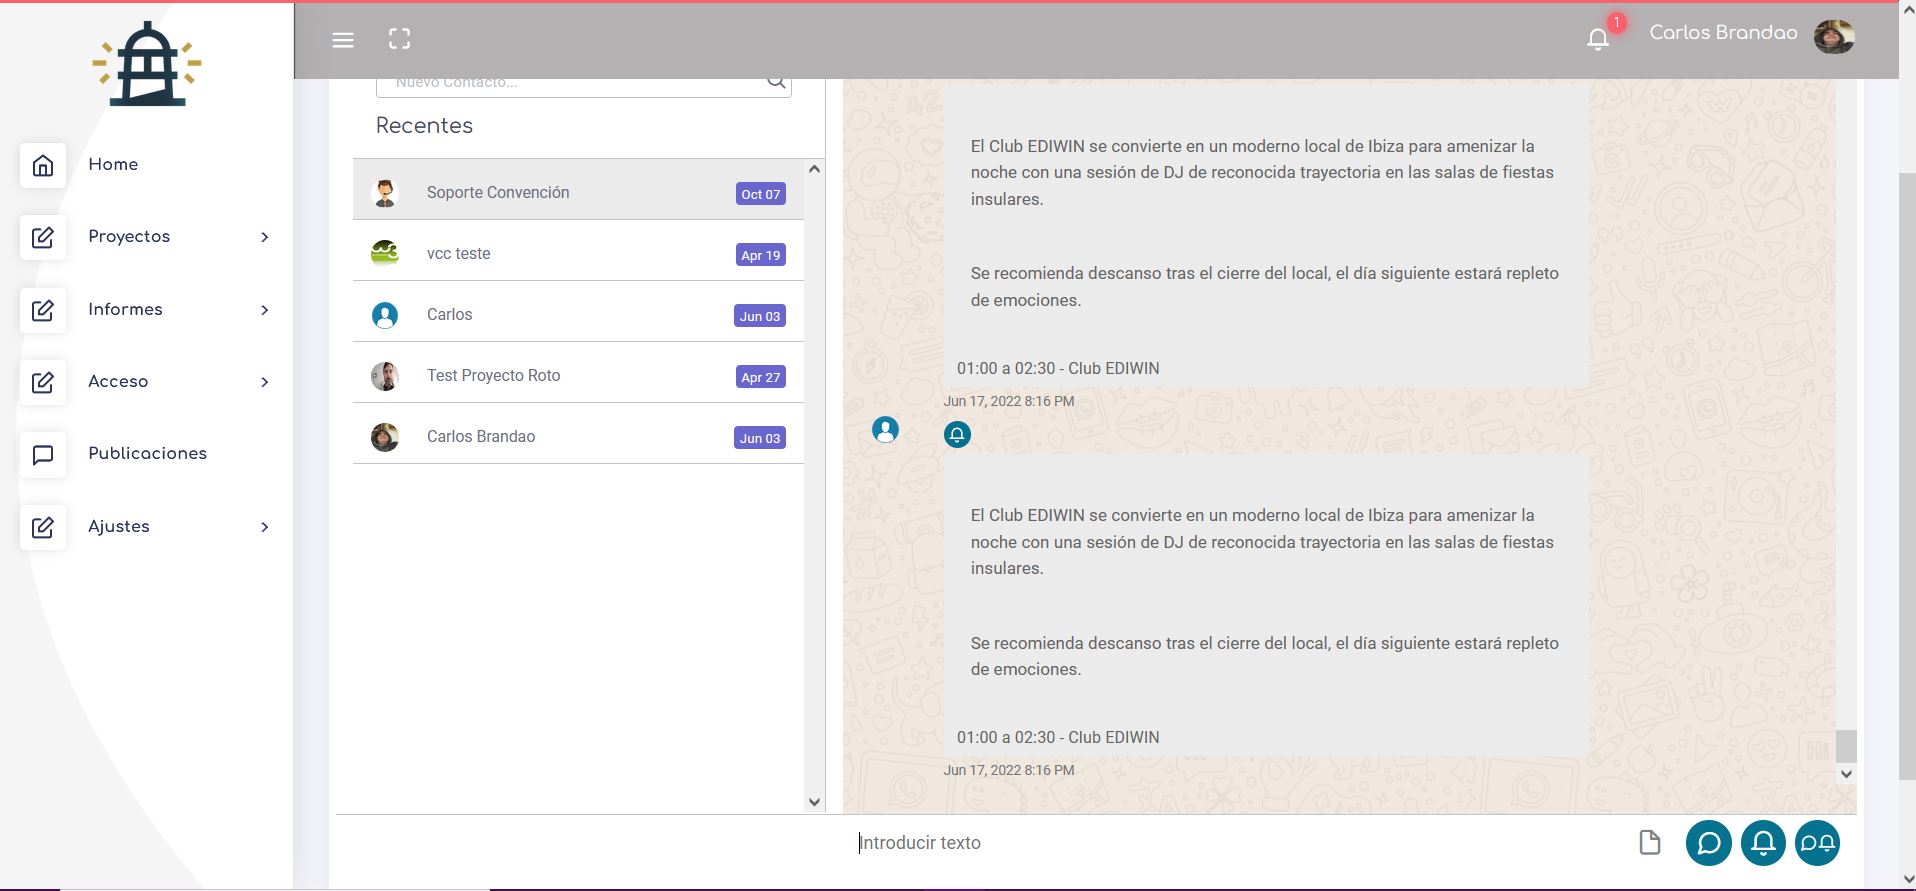 1
Carlos Brandao
Home
Proyectos
Informes
Acceso
Publicaciones
Ajustes
Nuevo Contacto...
Recentes
Soporte Convención
Oct 07
vcc teste
Apr 19
Carlos
Jun 03
Test Proyecto Roto
Apr 27
Carlos Brandao
Jun 03
El Club EDIWIN se convierte en un moderno local de Ibiza para amenizar la
noche con una sesión de DJ de reconocida trayectoria en las salas de fiestas
insulares.
Se recomienda descanso tras el cierre del local, el día siguiente estará repleto
de emociones.
01:00 a 02:30 - Club EDIWIN
Jun 17, 2022 8:16 PM
El Club EDIWIN se convierte en un moderno local de Ibiza para amenizar la
noche con una sesión de DJ de reconocida trayectoria en las salas de fiestas
insulares.
Se recomienda descanso tras el cierre del local, el día siguiente estará repleto
de emociones.
01:00 a 02:30 - Club EDIWIN
Jun 17, 2022 8:16 PM
Introducir texto